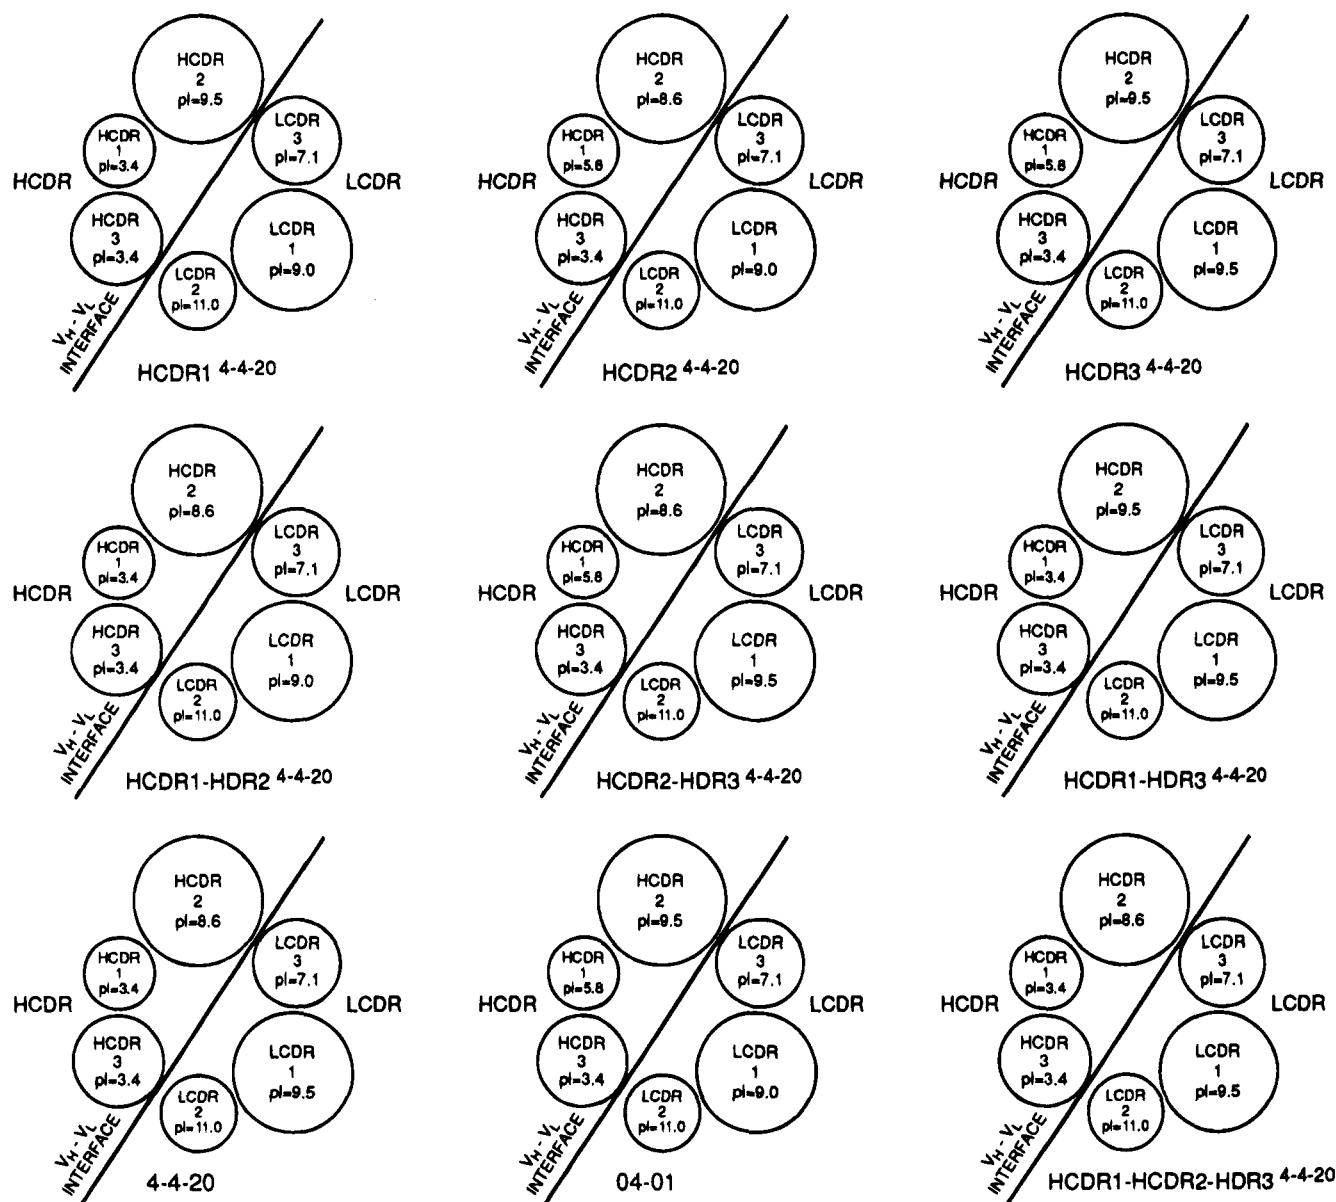 HCDR
2
pI=9.5
HCDR
1
pI=3.4
LCDR
3
pI=7.1
HCDR
LCDR
HCDR
3
pI=3.4
LCDR
1
pI=9.0
LCDR
2
pI=11.0
VH - VL
INTERFACE
HCDR1 4-4-20
HCDR
2
pI=8.6
HCDR
1
pI=5.8
LCDR
3
pI=7.1
HCDR
LCDR
HCDR
3
pI=3.4
LCDR
1
pI=9.0
LCDR
2
pI=11.0
VH - VL
INTERFACE
HCDR2 4-4-20
HCDR
2
pI=9.5
HCDR
1
pI=5.8
LCDR
3
pI=7.1
HCDR
LCDR
HCDR
3
pI=3.4
LCDR
1
pI=9.5
LCDR
2
pI=11.0
VH - VL
INTERFACE
HCDR3 4-4-20
HCDR
2
pI=8.6
HCDR
1
pI=3.4
LCDR
3
pI=7.1
HCDR
LCDR
HCDR
3
pI=3.4
LCDR
1
pI=9.0
LCDR
2
pI=11.0
VH - VL
INTERFACE
HCDR1-HDR2 4-4-20
HCDR
2
pI=8.6
HCDR
1
pI=5.8
LCDR
3
pI=7.1
HCDR
LCDR
HCDR
3
pI=3.4
LCDR
1
pI=9.5
LCDR
2
pI=11.0
VH - VL
INTERFACE
HCDR2-HDR3 4-4-20
HCDR
2
pI=9.5
HCDR
1
pI=3.4
LCDR
3
pI=7.1
HCDR
LCDR
HCDR
3
pI=3.4
LCDR
1
pI=9.5
LCDR
2
pI=11.0
VH - VL
INTERFACE
HCDR1-HDR3 4-4-20
HCDR
2
pI=8.6
HCDR
1
pI=3.4
LCDR
3
pI=7.1
HCDR
LCDR
HCDR
3
pI=3.4
LCDR
1
pI=9.5
LCDR
2
pI=11.0
VH - VL
INTERFACE
4-4-20
HCDR
2
pI=9.5
HCDR
1
pI=5.8
LCDR
3
pI=7.1
HCDR
LCDR
HCDR
3
pI=3.4
LCDR
1
pI=9.0
LCDR
2
pI=11.0
VH - VL
INTERFACE
04-01
HCDR
2
pI=8.6
HCDR
1
pI=3.4
LCDR
3
pI=7.1
HCDR
LCDR
HCDR
3
pI=3.4
LCDR
1
pI=9.5
LCDR
2
pI=11.0
VH - VL
INTERFACE
HCDR1-HCDR2-HDR3 4-4-20